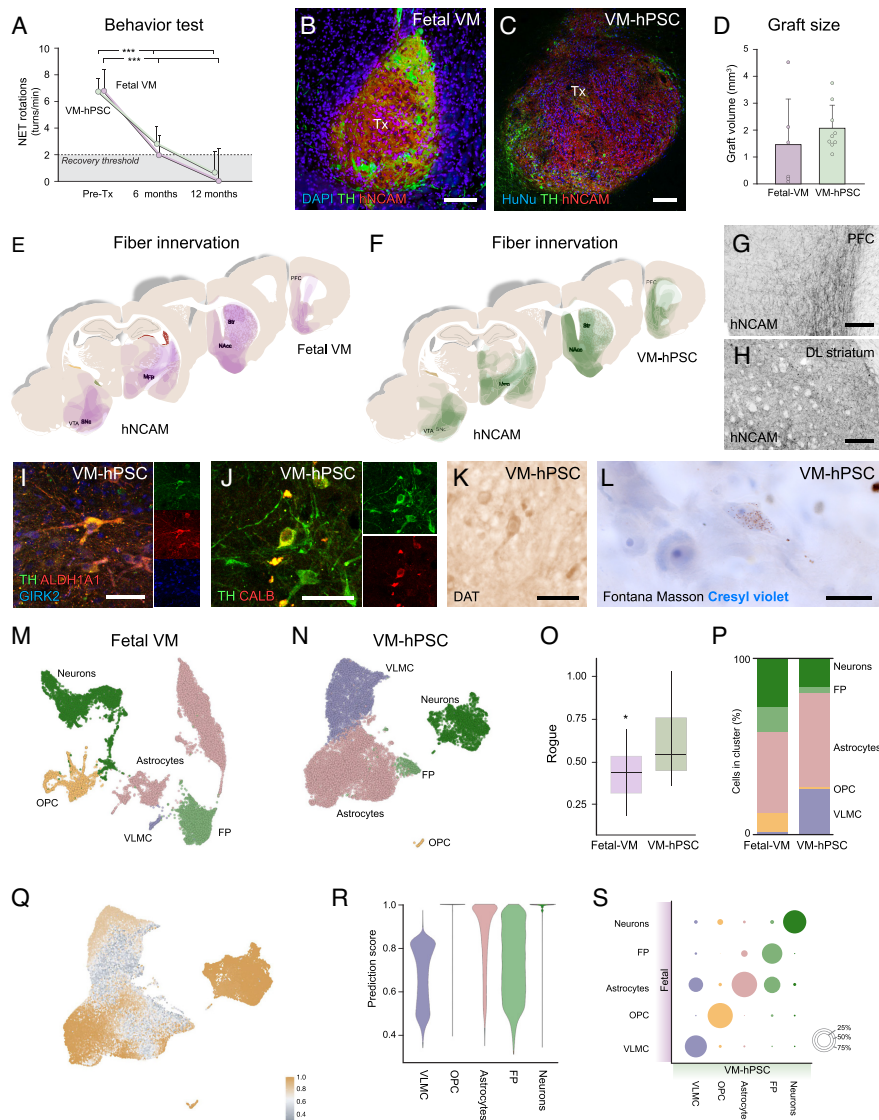 A
Behavior test
NET rotations
(turns/min)
10
8
6
4
2
0
***
***
Fetal VM
VM-hPSC
Recovery threshold
Pre-Tx
6 months
12 months
B
Fetal VM
Tx
DAPI TH hNCAM
C
VM-hPSC
Tx
HuNu TH hNCAM
D
Graft size
Graft volume (mm³)
5
4
3
2
1
0
Fetal-VM
VM-hPSC
E
Fiber innervation
PFC
Str
NAcc
Mfb
VTA
SNc
Fetal VM
hNCAM
F
Fiber innervation
PFC
Str
NAcc
VTA
SNc
VM-hPSC
hNCAM
G
PFC
hNCAM
H
DL striatum
hNCAM
I
VM-hPSC
TH ALDH1A1
GIRK2
J
VM-hPSC
TH CALB
K
VM-hPSC
DAT
L
VM-hPSC
Fontana Masson Cresyl violet
M
Fetal VM
Neurons
Astrocytes
OPC
VLMC
FP
N
VM-hPSC
VLMC
Neurons
FP
Astrocytes
OPC
O
Rogue
1.00
0.75
0.50
0.25
*
Fetal-VM
VM-hPSC
P
Cells in cluster (%)
100
0
Neurons
FP
Astrocytes
OPC
VLMC
Fetal-VM
VM-hPSC
Q
1.0
0.8
0.6
0.4
R
Prediction score
1.0
0.8
0.6
0.4
VLMC
OPC
Astrocytes
FP
Neurons
S
Fetal
Neurons
FP
Astrocytes
OPC
VLMC
25%
50%
75%
VM-hPSC
VLMC
OPC
Astrocytes
FP
Neurons